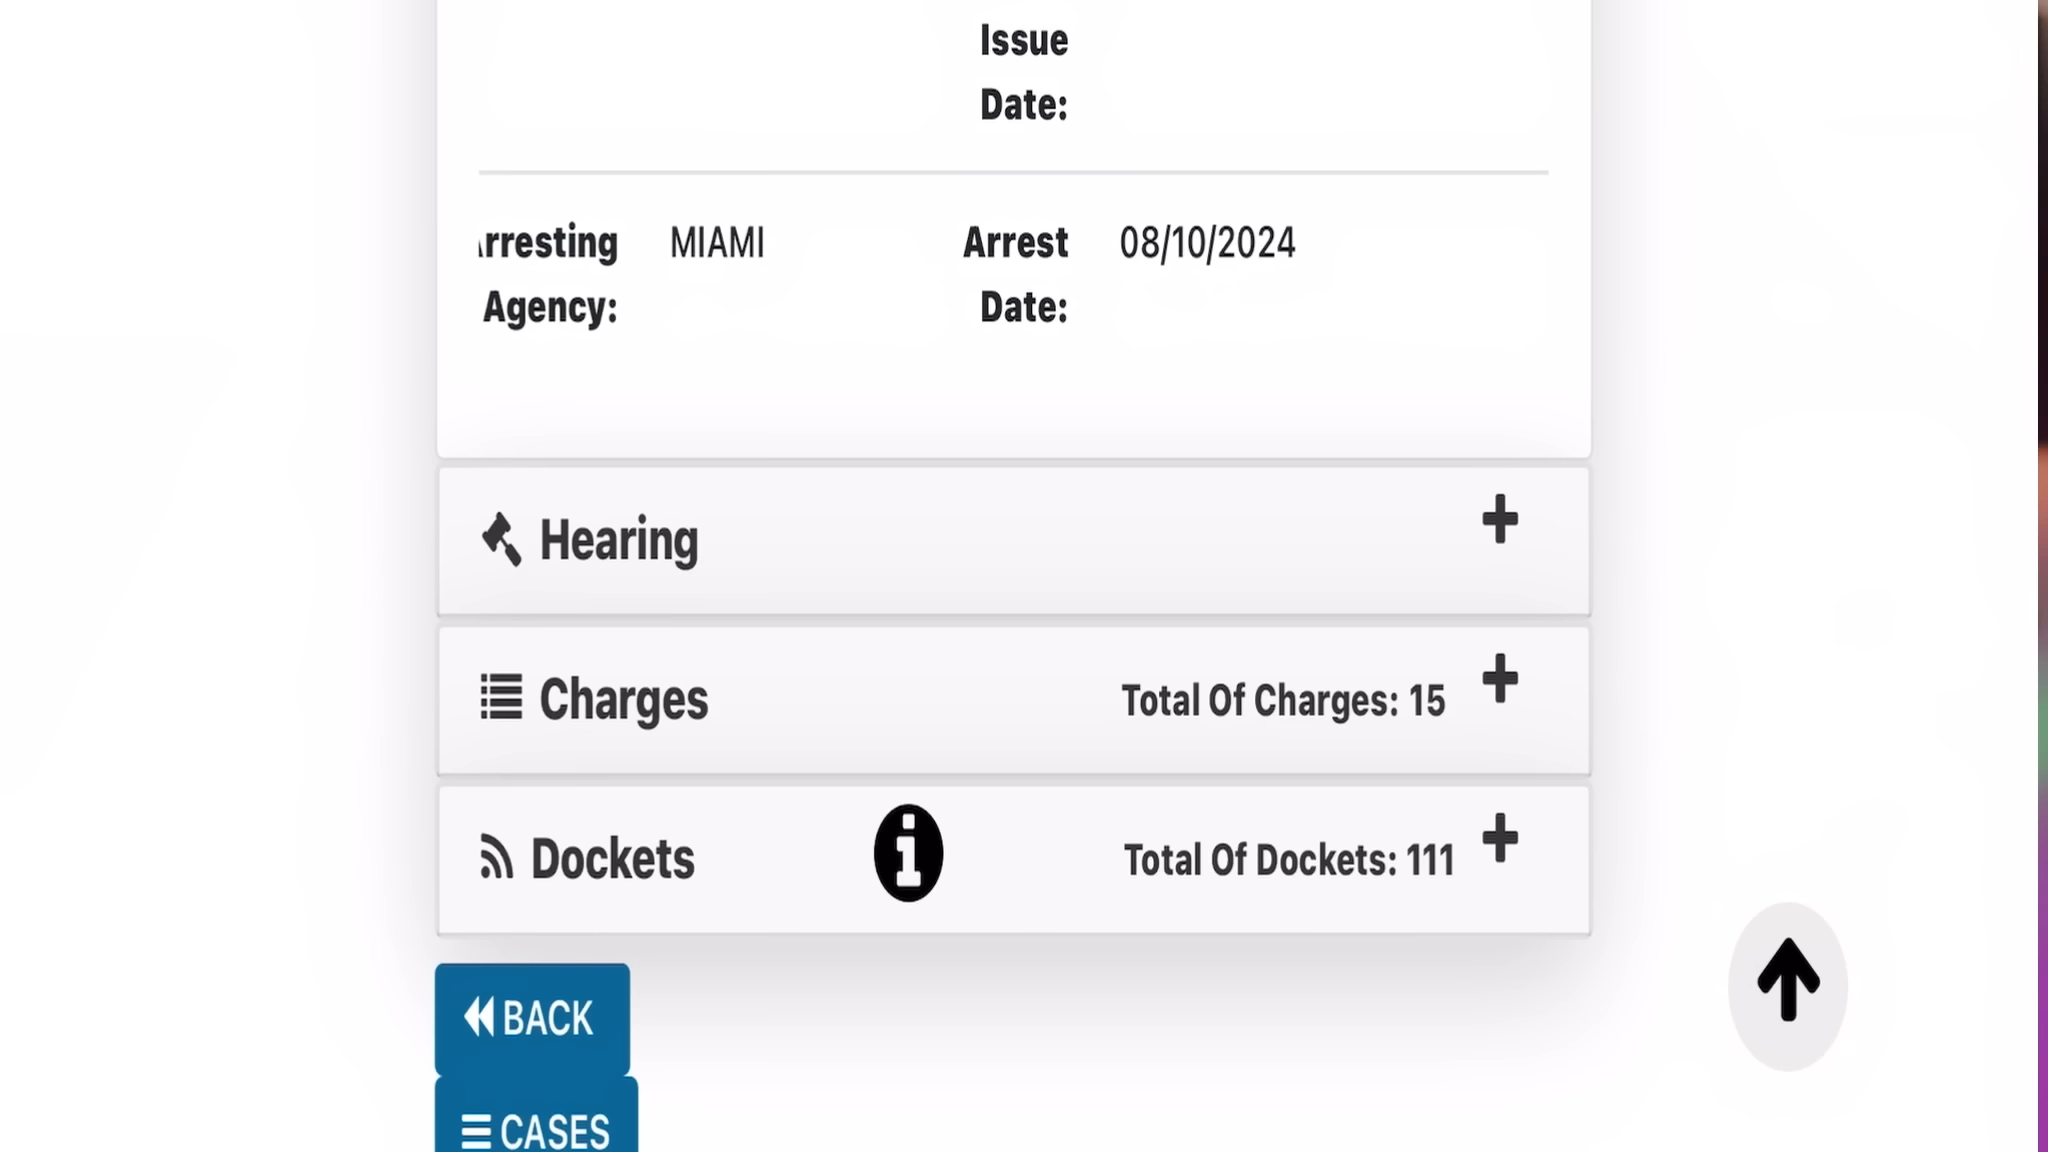 Issue
Date:
rresting MIAMI Arrest 08/10/2024
Agency: Date:
Hearing
Charges Total Of Charges: 15
Dockets Total Of Dockets: 111
BACK
CASES